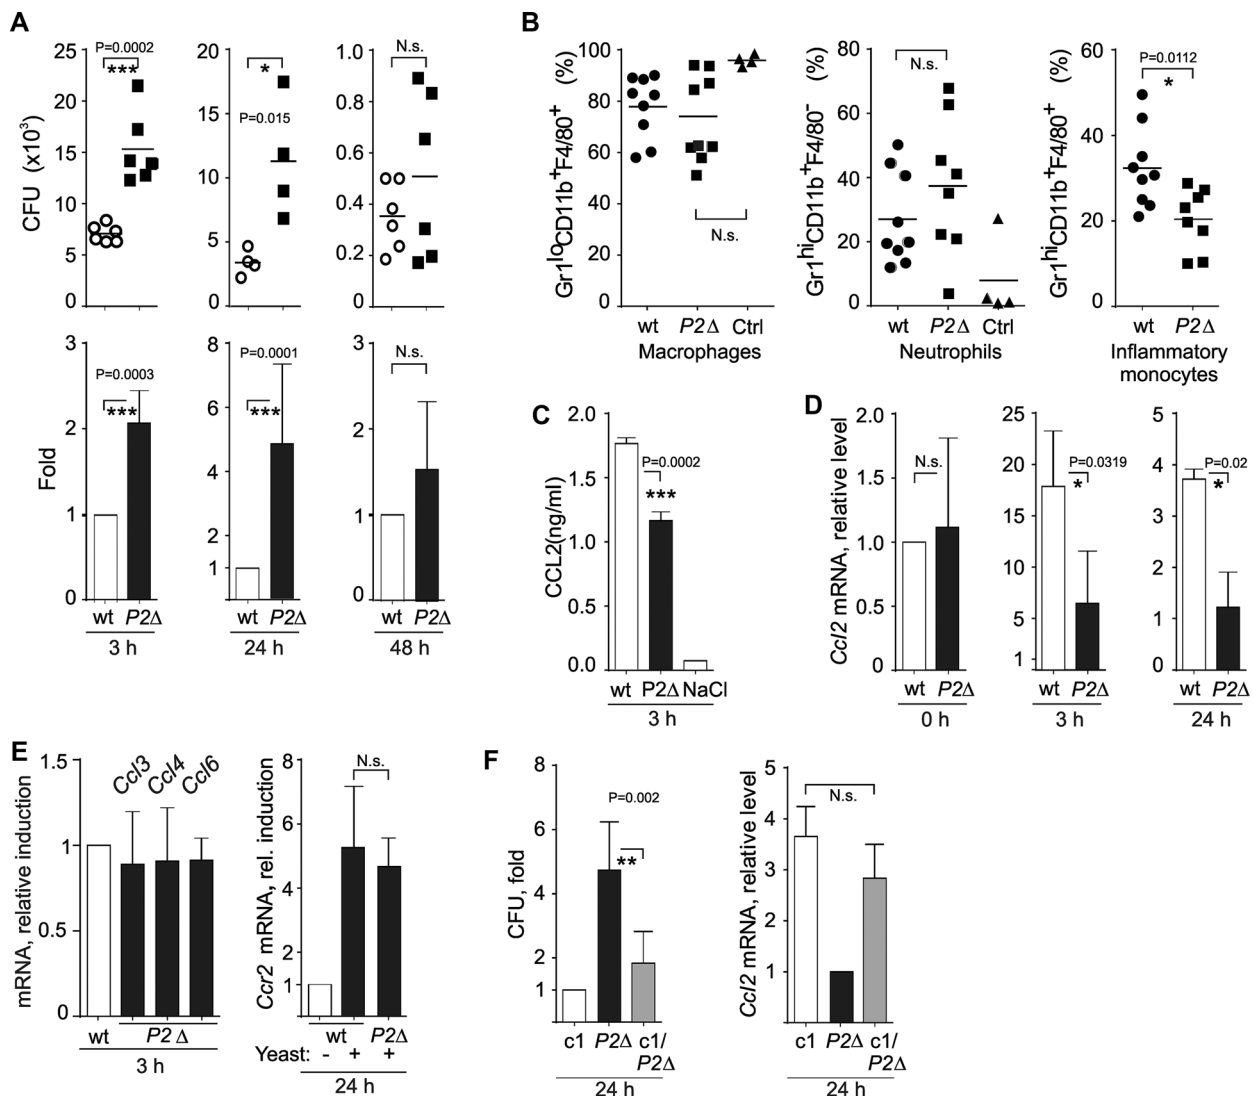 A
P=0.0002
***
CFU (x10³)
25
20
15
10
5
0
*
P=0.015
20
15
10
5
0
N.s.
1.0
0.8
0.6
0.4
0.2
0
P=0.0003
***
Fold
3
2
1
0
wt P2Δ
3 h
P=0.0001
***
8
6
4
2
1
0
wt P2Δ
24 h
N.s.
3
2
1
0
wt P2Δ
48 h
B
Gr1loCD11b+F4/80+ (%)
100
80
60
40
20
0
N.s.
wt P2Δ Ctrl
Macrophages
Gr1hiCD11b+F4/80- (%)
80
60
40
20
0
N.s.
wt P2Δ Ctrl
Neutrophils
Gr1hiCD11b+F4/80+ (%)
60
40
20
0
P=0.0112
*
wt P2Δ
Inflammatory
monocytes
C
CCL2(ng/ml)
2.0
1.5
1.0
0.5
0.0
P=0.0002
***
wt P2Δ NaCl
3 h
D
Ccl2 mRNA, relative level
2.0
1.5
1.0
0.5
0
N.s.
wt P2Δ
0 h
25
20
15
10
5
1
P=0.0319
*
wt P2Δ
3 h
5
4
3
2
1
0
P=0.02
*
wt P2Δ
24 h
E
mRNA, relative induction
1.5
1
0.5
0
Ccl3 Ccl4 Ccl6
wt P2 Δ
3 h
Ccr2 mRNA, rel. induction
8
6
4
2
1
0
N.s.
wt P2Δ
Yeast: - + +
24 h
F
CFU, fold
8
6
4
2
1
0
P=0.002
**
c1 P2Δ c1/
P2Δ
24 h
Ccl2 mRNA, relative level
5
4
3
2
1
0
N.s.
c1 P2Δ c1/
P2Δ
24 h